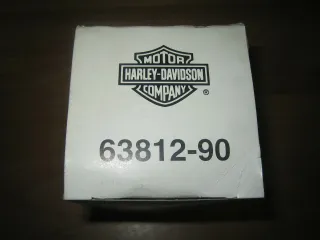 MOTOR
HARLEY-DAVIDSON
COMPANY
®
63812-90